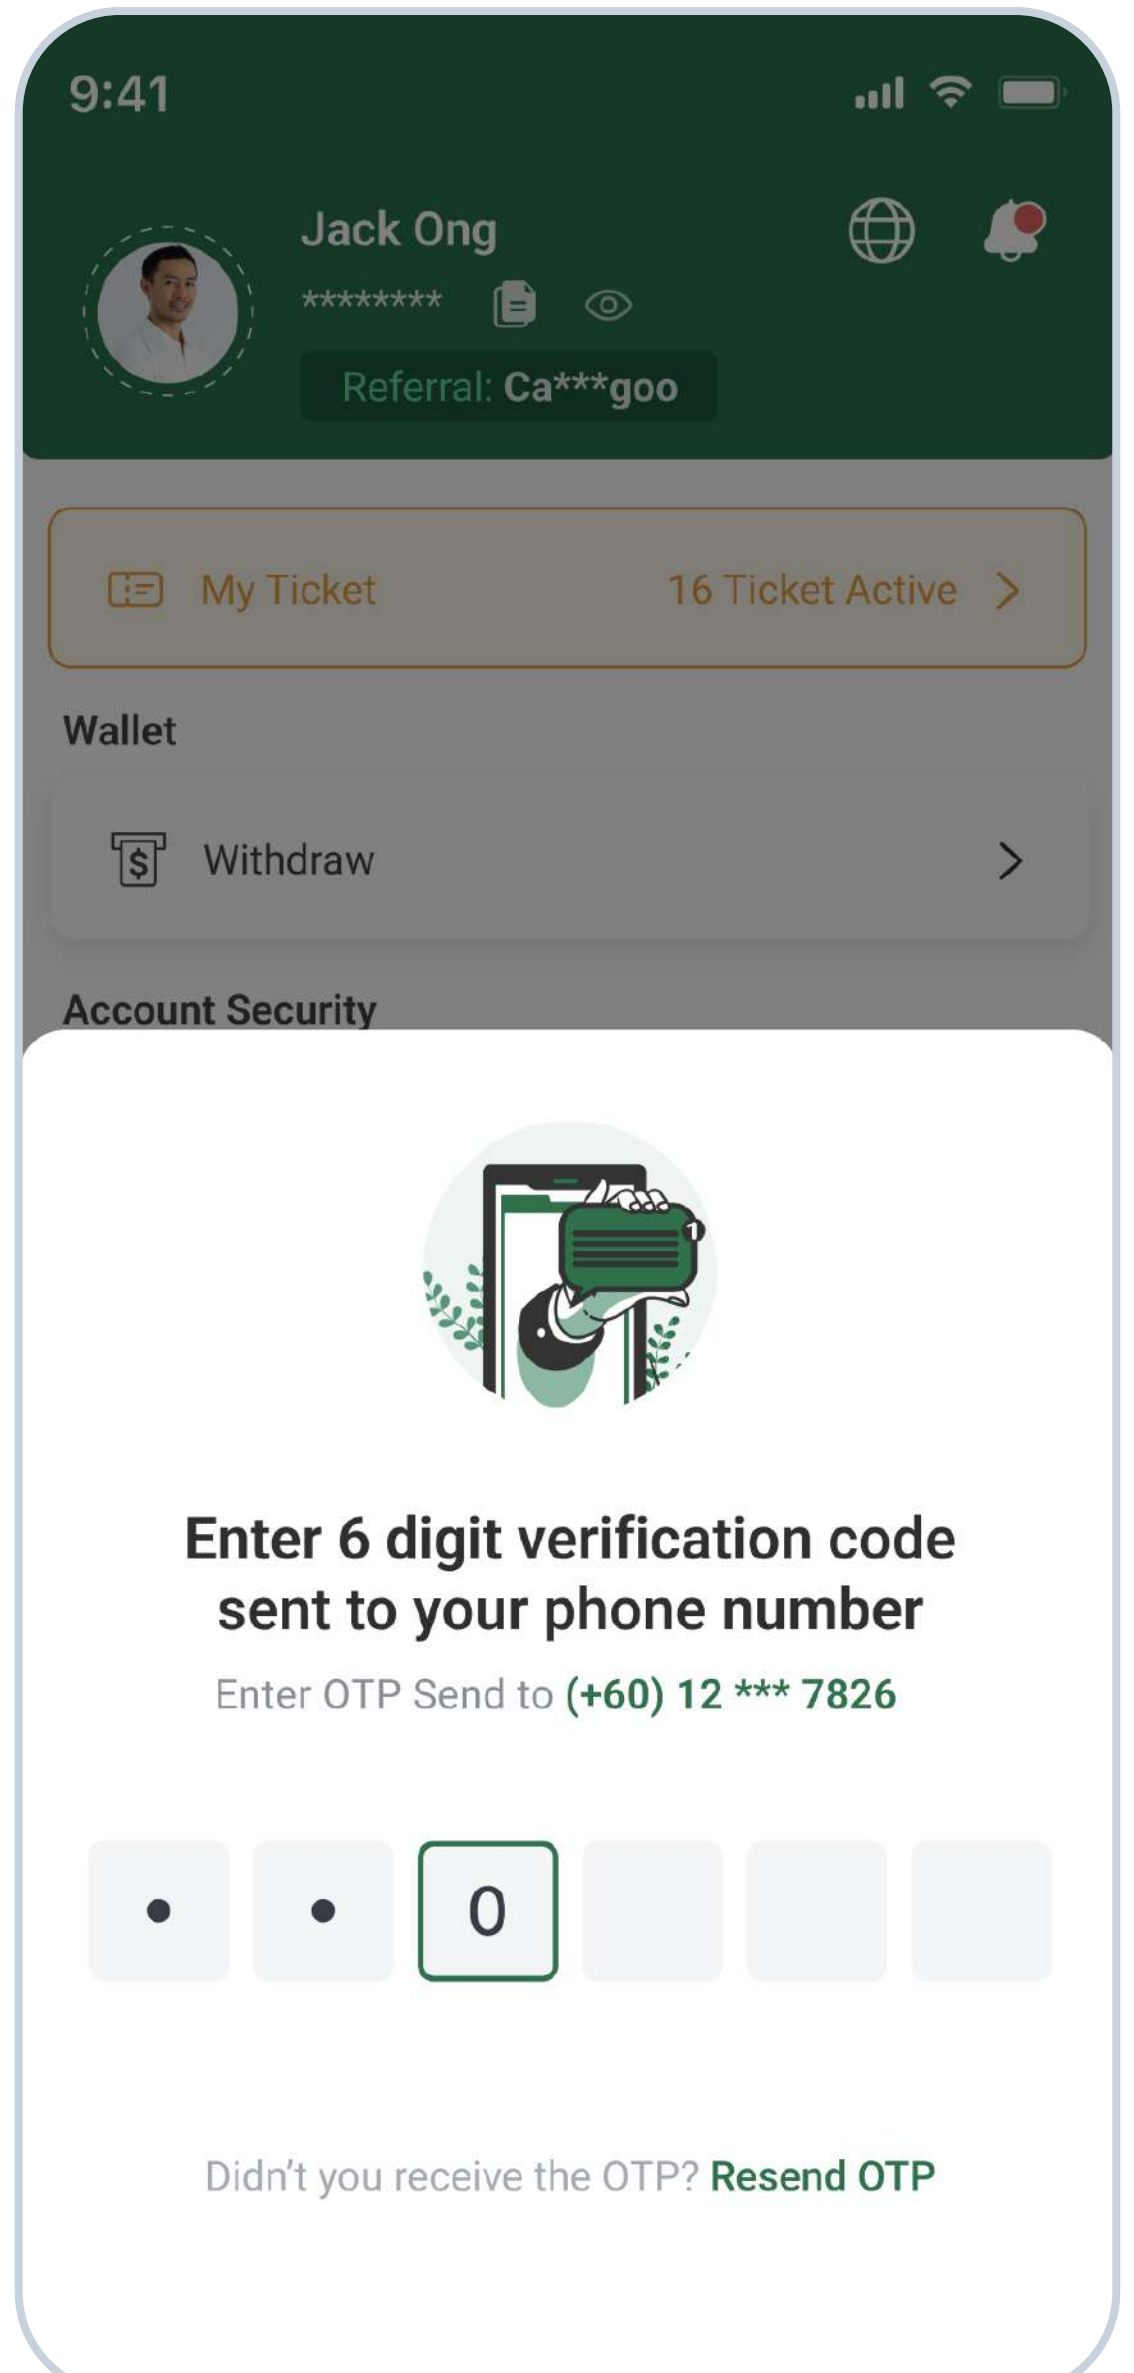 9:41
Jack Ong
********
Referral: Ca***goo
My Ticket 16 Ticket Active
Wallet
$ Withdraw
Account Security
1
Enter 6 digit verification code
sent to your phone number
Enter OTP Send to (+60) 12 *** 7826
• • 0
Didn't you receive the OTP? Resend OTP